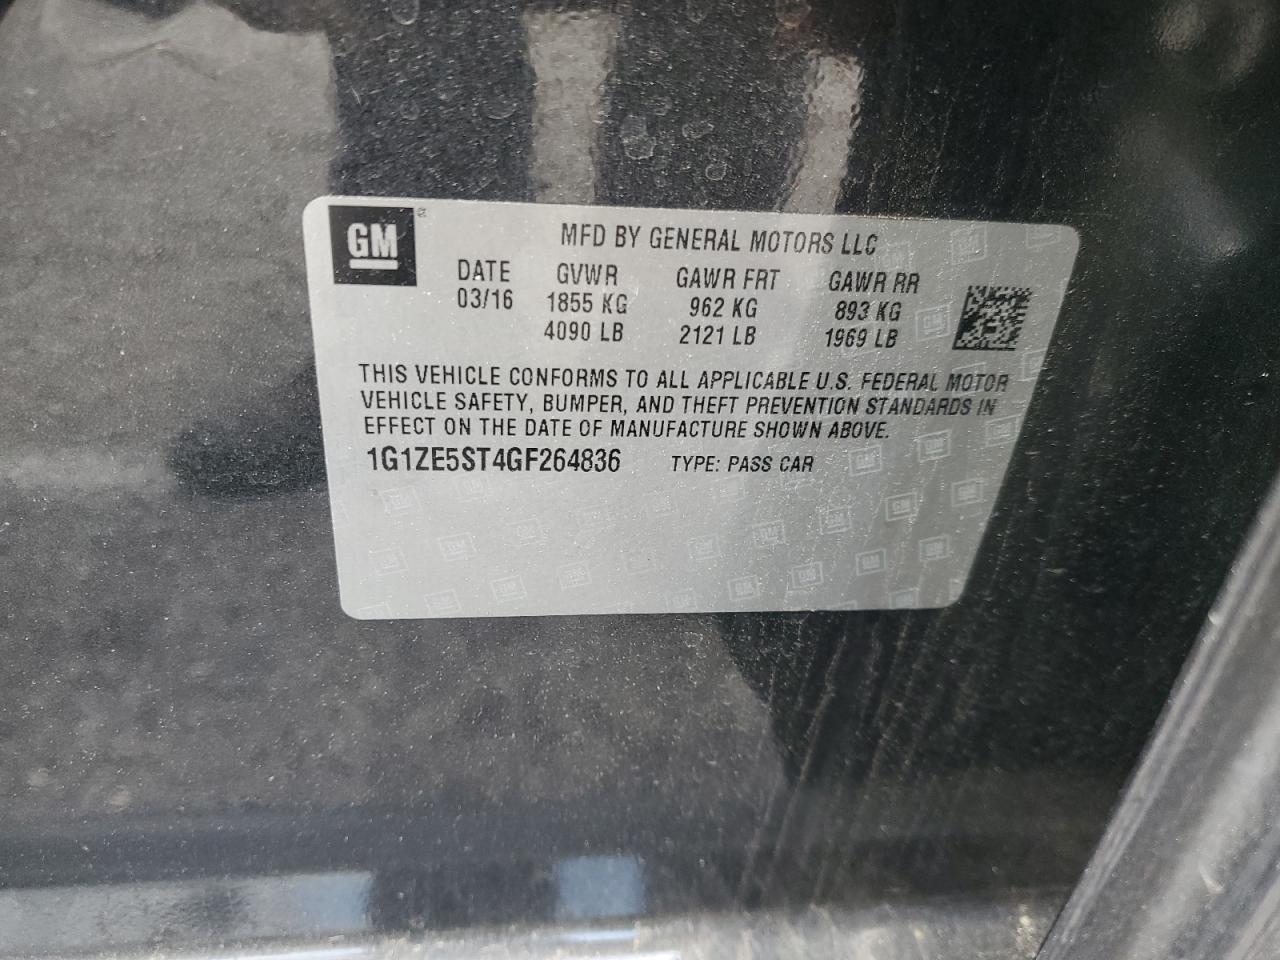 GM®
MFD BY GENERAL MOTORS LLC
DATE GVWR GAWR FRT GAWR RR
03/16 1855 KG 962 KG 893 KG
4090 LB 2121 LB 1969 LB
THIS VEHICLE CONFORMS TO ALL APPLICABLE U.S. FEDERAL MOTOR
VEHICLE SAFETY, BUMPER, AND THEFT PREVENTION STANDARDS IN
EFFECT ON THE DATE OF MANUFACTURE SHOWN ABOVE.
1G1ZE5ST4GF264836 TYPE: PASS CAR